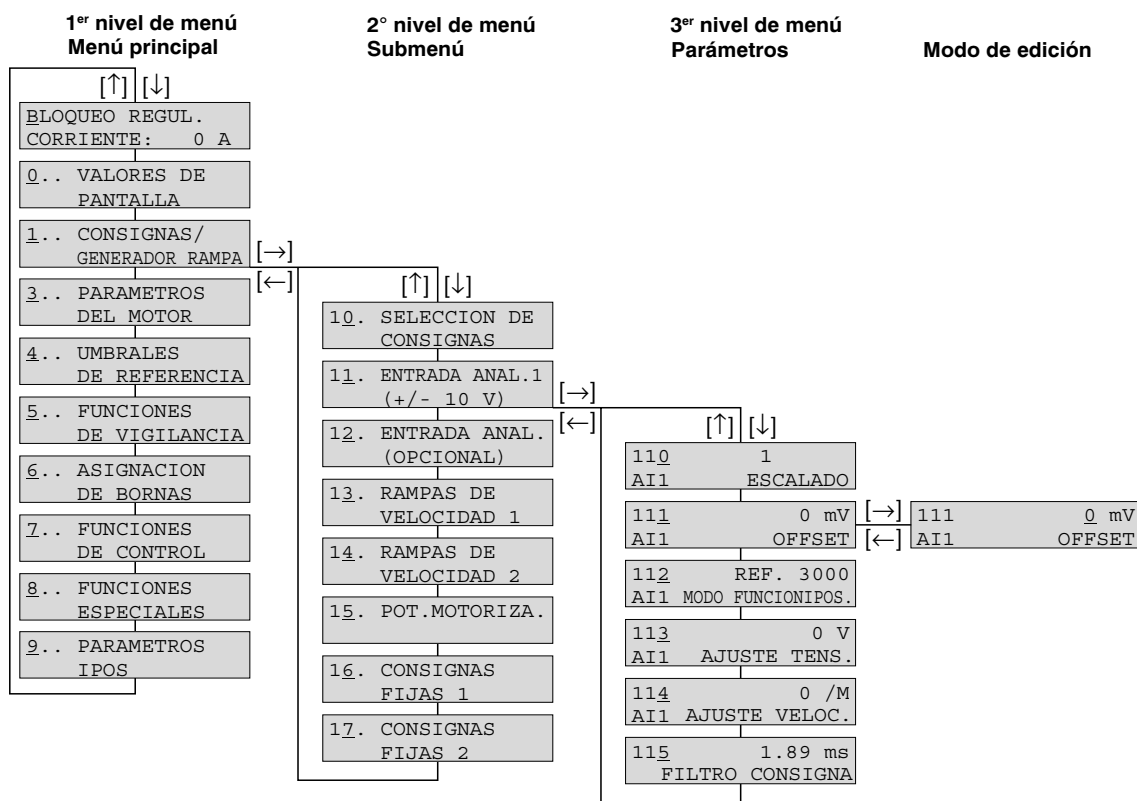 1er nivel de menú
Menú principal
2° nivel de menú
Submenú
3er nivel de menú
Parámetros
Modo de edición
[↑] [↓]
BLOQUEO REGUL.
CORRIENTE: 0 A
0.. VALORES DE
PANTALLA
1.. CONSIGNAS/
GENERADOR RAMPA
[→]
[←]
3.. PARAMETROS
DEL MOTOR
4.. UMBRALES
DE REFERENCIA
5.. FUNCIONES
DE VIGILANCIA
6.. ASIGNACION
DE BORNAS
7.. FUNCIONES
DE CONTROL
8.. FUNCIONES
ESPECIALES
9.. PARAMETROS
IPOS
[↑] [↓]
10. SELECCION DE
CONSIGNAS
11. ENTRADA ANAL.1
(+/- 10 V)
[→]
[←]
12. ENTRADA ANAL.
(OPCIONAL)
13. RAMPAS DE
VELOCIDAD 1
14. RAMPAS DE
VELOCIDAD 2
15. POT.MOTORIZA.
16. CONSIGNAS
FIJAS 1
17. CONSIGNAS
FIJAS 2
[↑] [↓]
110 1
AI1 ESCALADO
111 0 mV
AI1 OFFSET
[→]
[←]
111 0 mV
AI1 OFFSET
112 REF. 3000
AI1 MODO FUNCIONIPOS.
113 0 V
AI1 AJUSTE TENS.
114 0 /M
AI1 AJUSTE VELOC.
115 1.89 ms
FILTRO CONSIGNA